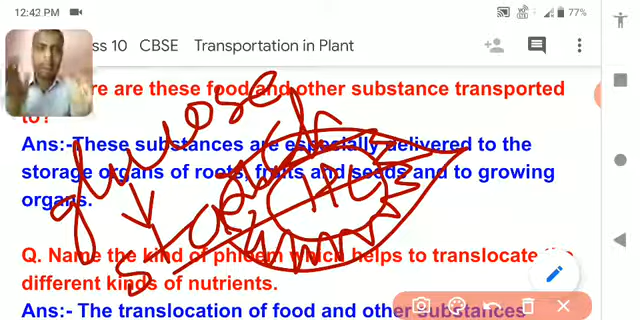 12:42 PM 77%
ss 10 CBSE Transportation in Plant
re are these food and other substance transported
to?
Ans:-These substances are especially delivered to the
storage organs of roots, fruits and seeds and to growing
organs.
glucose
starch
Q. Name the kind of phloem which helps to translocate the
different kinds of nutrients.
Ans:- The translocation of food and other substances